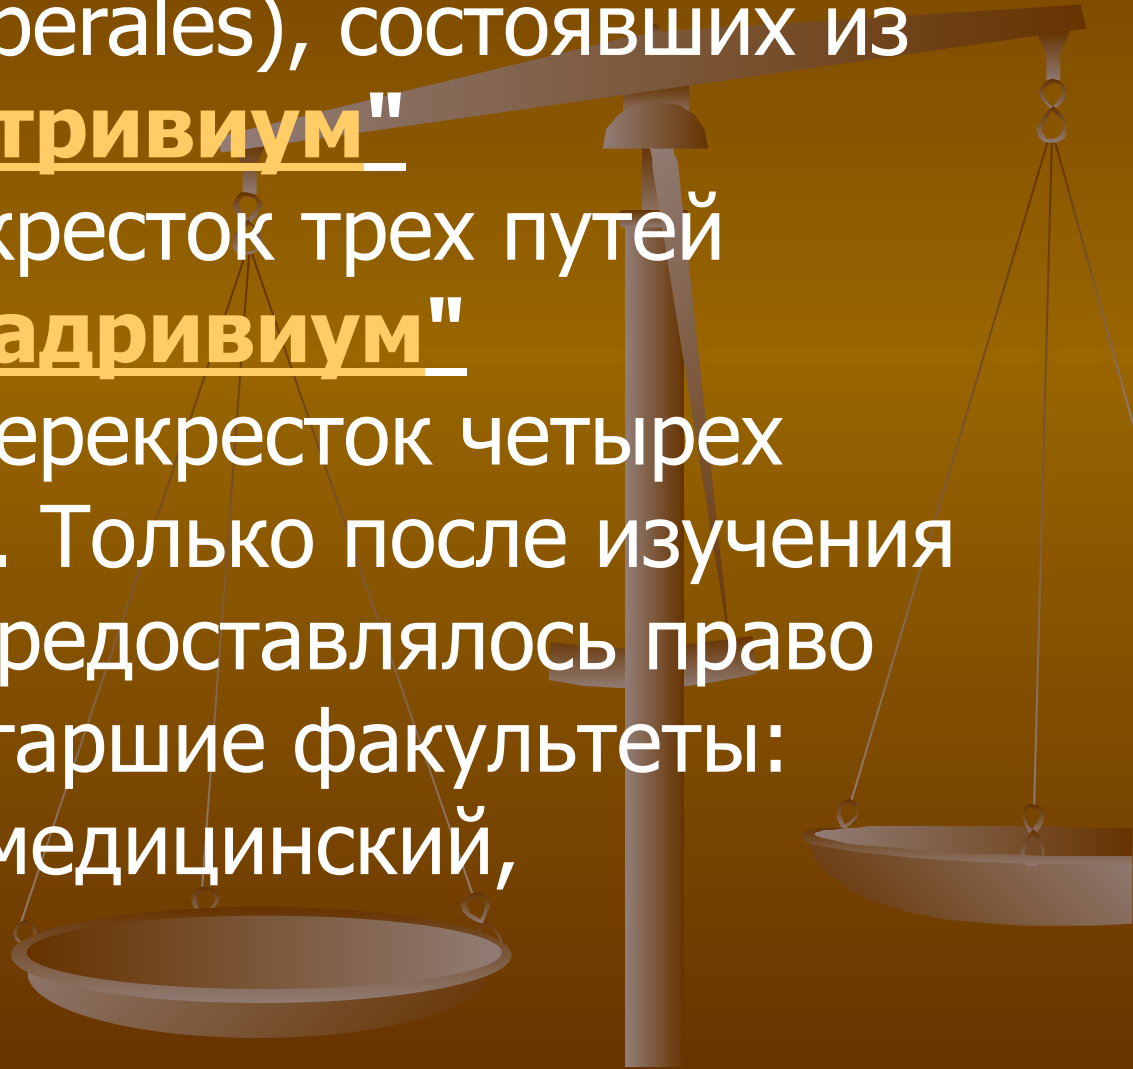 berales), состоявших из
тривиум"
кресток трех путей
адривиум"
ерекресток четырех
. Только после изучения
редоставлялось право
таршие факультеты:
медицинский,